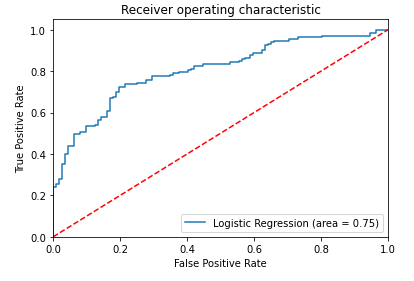 Receiver operating characteristic
True Positive Rate
1.0
0.8
0.6
0.4
0.2
0.0
Logistic Regression (area = 0.75)
0.0 0.2 0.4 0.6 0.8 1.0
False Positive Rate